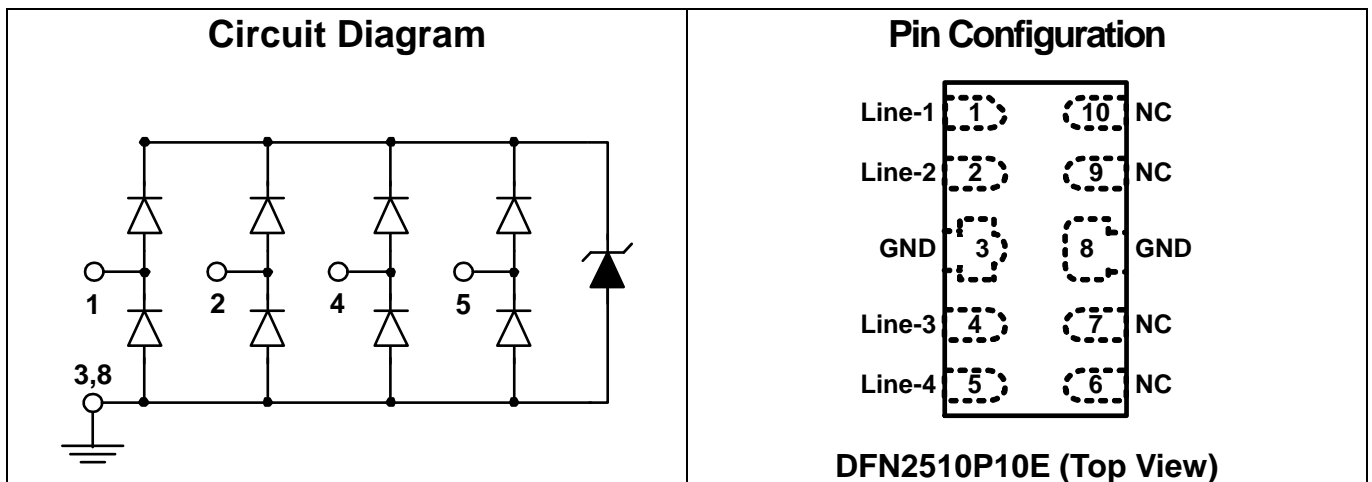 Circuit Diagram
1
2
4
5
3,8
Pin Configuration
Line-1 1 10 NC
Line-2 2 9 NC
GND 3 8 GND
Line-3 4 7 NC
Line-4 5 6 NC
DFN2510P10E (Top View)